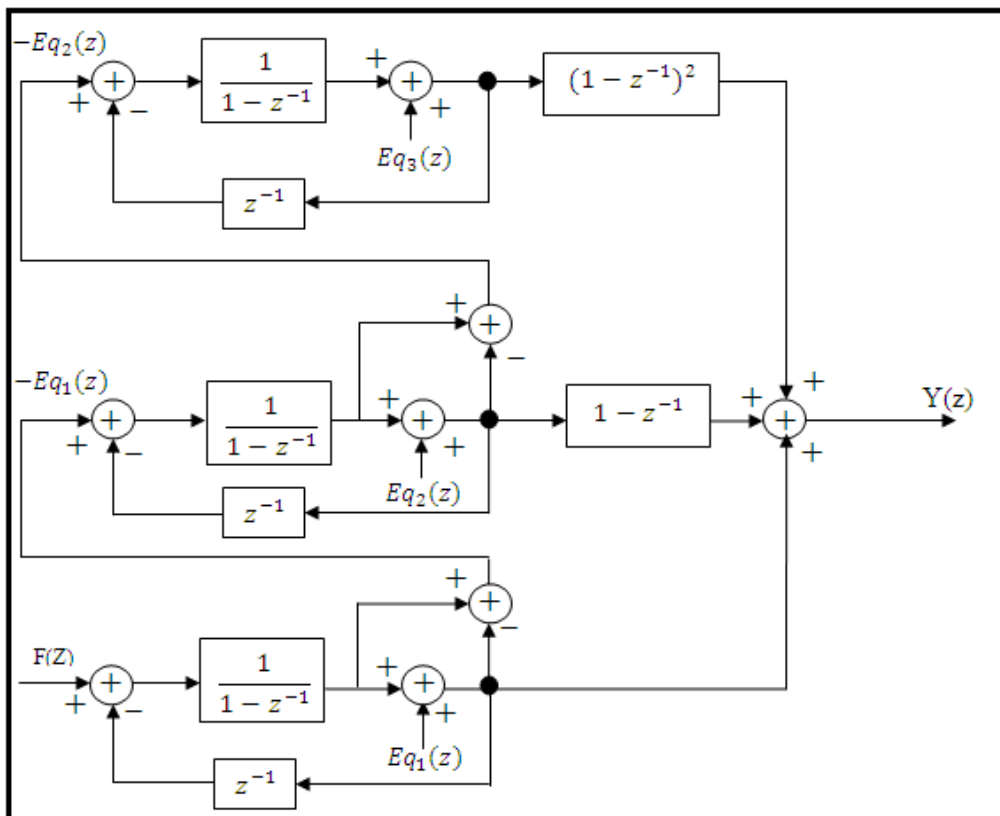 −Eq₂(z)
+ + −
1
1 − z⁻¹
+ + +
Eq₃(z)
(1 − z⁻¹)²
z⁻¹
+ + −
−Eq₁(z)
+ + −
1
1 − z⁻¹
+ + +
Eq₂(z)
1 − z⁻¹
+ + + +
Y(z)
z⁻¹
+ + −
F(Z)
+ + −
1
1 − z⁻¹
+ + +
Eq₁(z)
z⁻¹